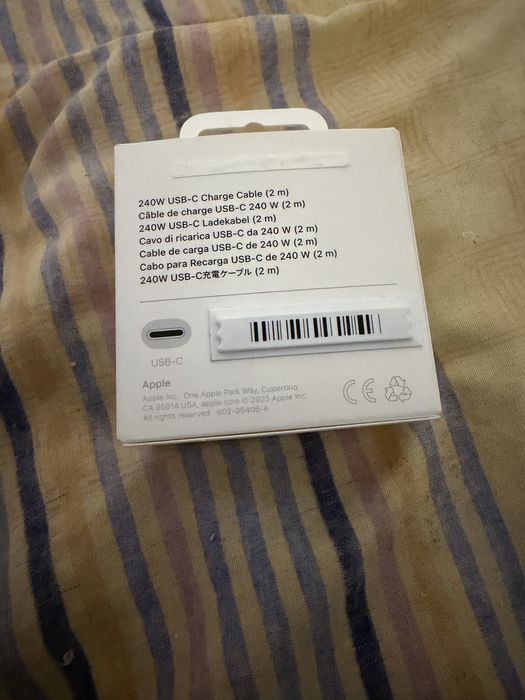 240W USB-C Charge Cable (2 m)
Câble de charge USB-C 240 W (2 m)
240W USB-C Ladekabel (2 m)
Cavo di ricarica USB-C da 240 W (2 m)
Cable de carga USB-C de 240 W (2 m)
Cabo para Recarga USB-C de 240 W (2 m)
240W USB-C充電ケーブル (2 m)
USB-C
Apple
Apple Inc., One Apple Park Way, Cupertino,
CA 95014 USA, apple.com © 2023 Apple Inc.
All rights reserved 602-06406-A
CE